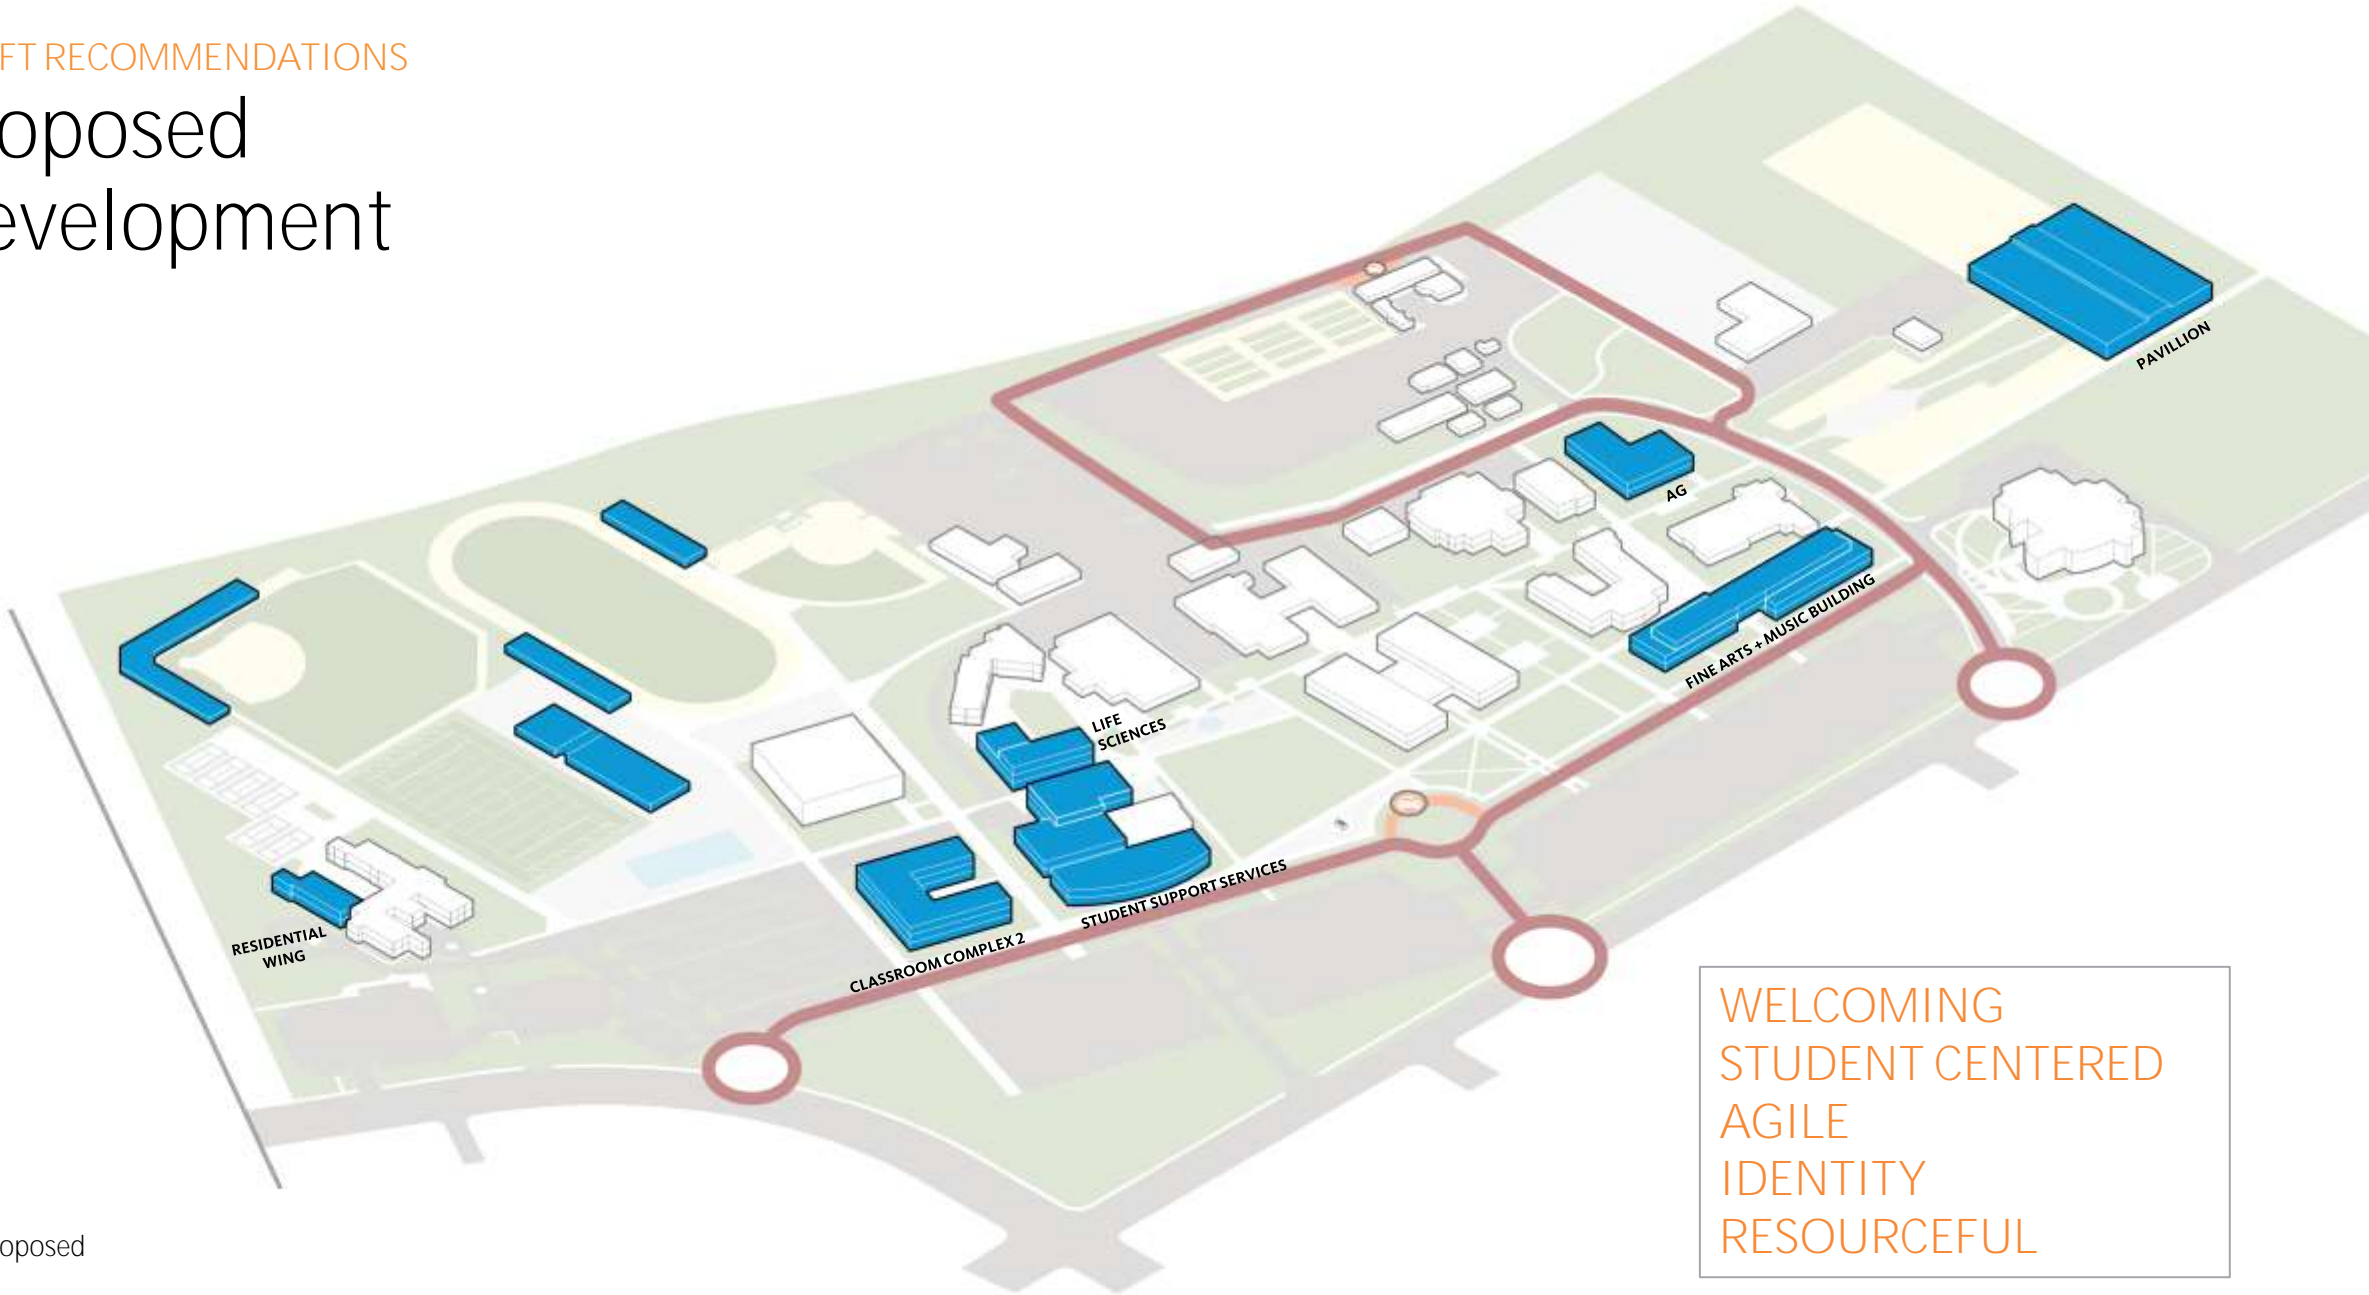 FT RECOMMENDATIONS
oposed
evelopment
PAVILLION
AG
FINE ARTS + MUSIC BUILDING
LIFE
SCIENCES
STUDENT SUPPORT SERVICES
CLASSROOM COMPLEX 2
RESIDENTIAL
WING
WELCOMING
STUDENT CENTERED
AGILE
IDENTITY
RESOURCEFUL
oposed